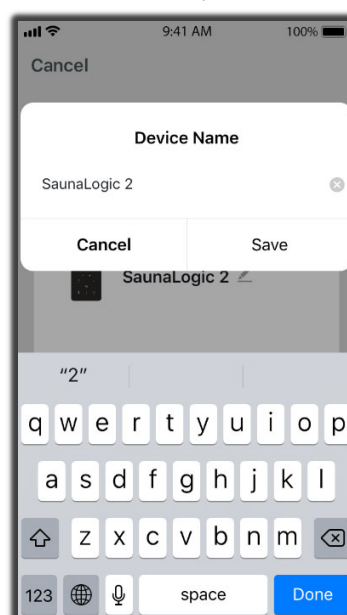 9:41 AM 100%
Cancel
Device Name
SaunaLogic 2
Cancel Save
SaunaLogic 2
"2"
q w e r t y u i o p
a s d f g h j k l
z x c v b n m
123 space Done